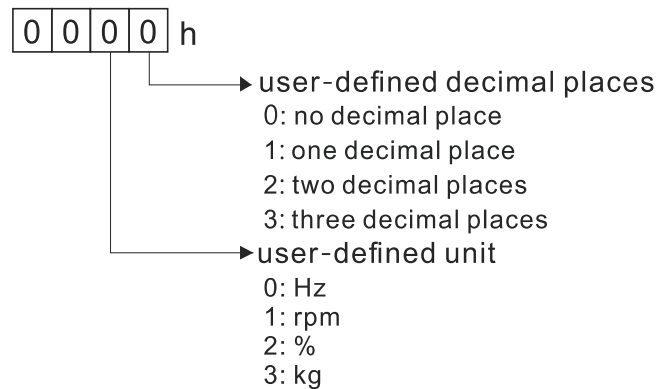 0 0 0 0 h
user-defined decimal places
0: no decimal place
1: one decimal place
2: two decimal places
3: three decimal places
user-defined unit
0: Hz
1: rpm
2: %
3: kg